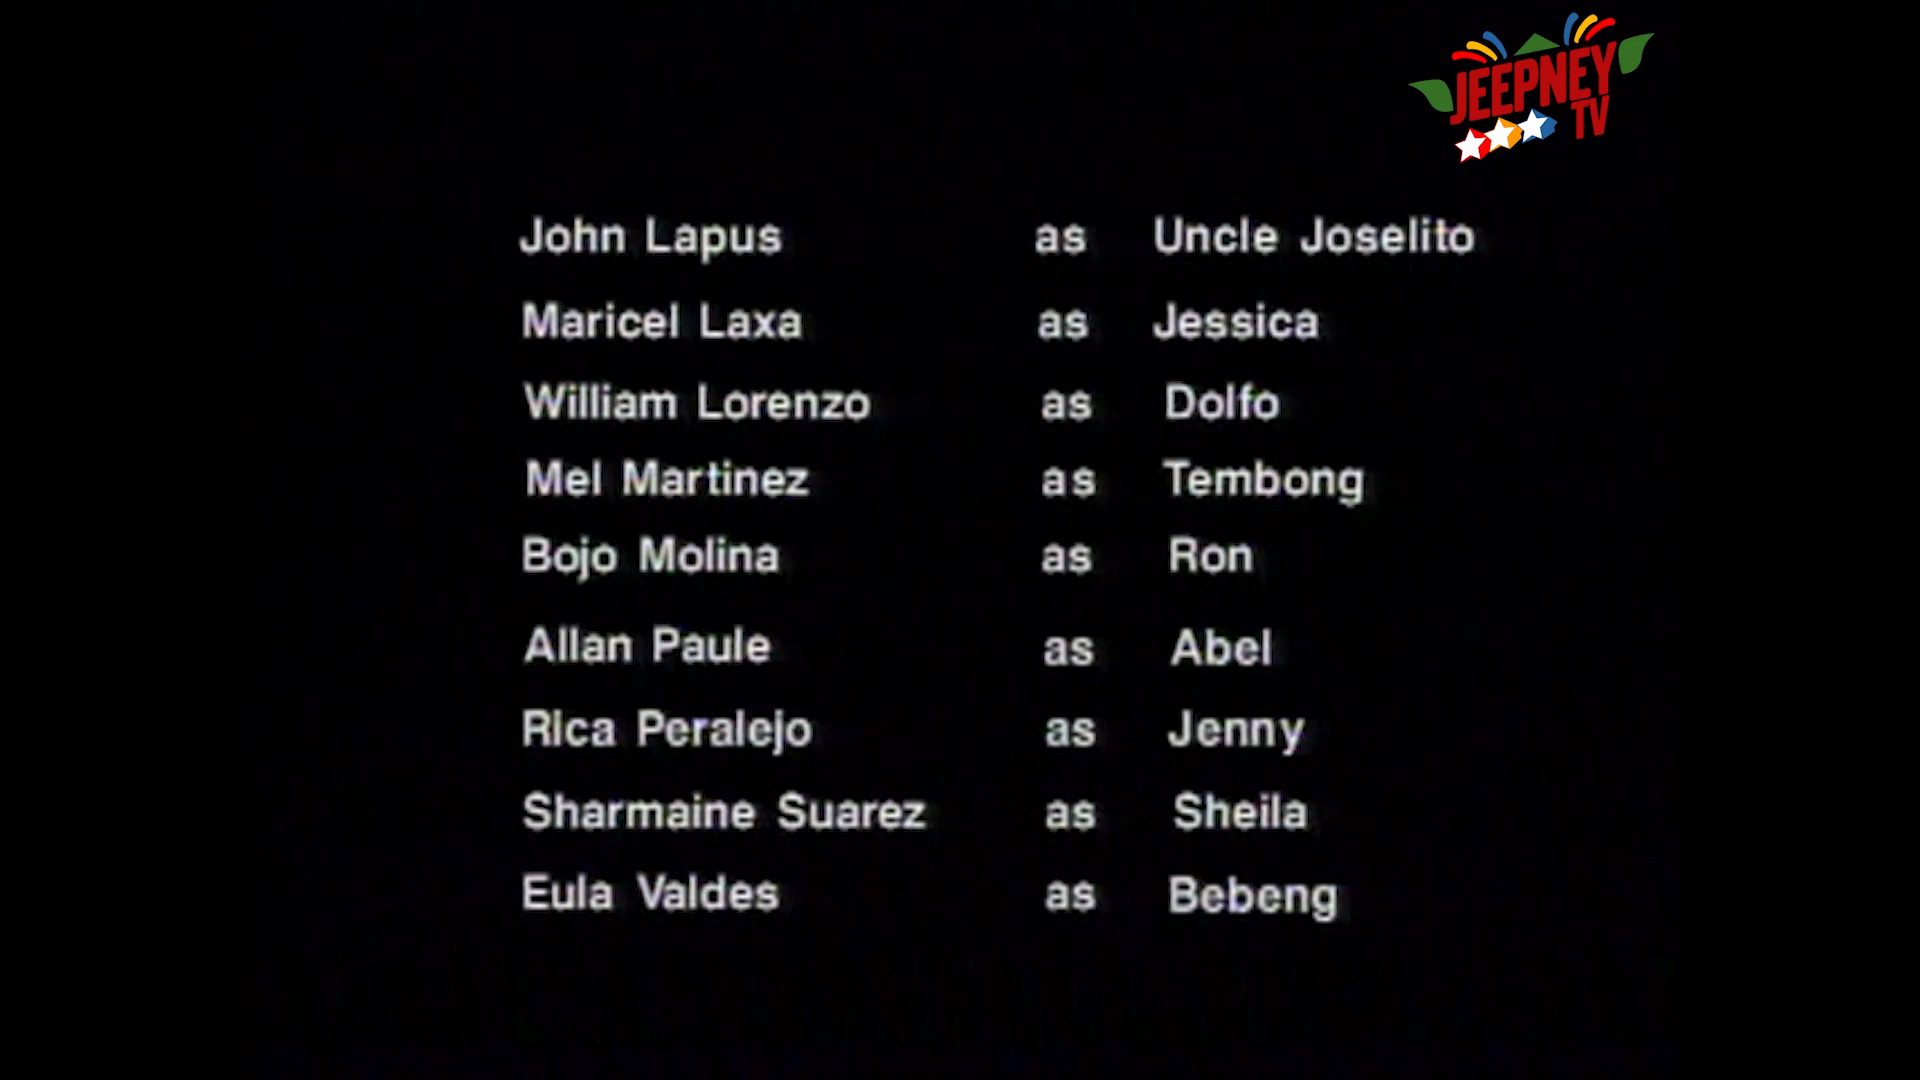 JEEPNEY
TV
John Lapus as Uncle Joselito
Maricel Laxa as Jessica
William Lorenzo as Dolfo
Mel Martinez as Tembong
Bojo Molina as Ron
Allan Paule as Abel
Rica Peralejo as Jenny
Sharmaine Suarez as Sheila
Eula Valdes as Bebeng